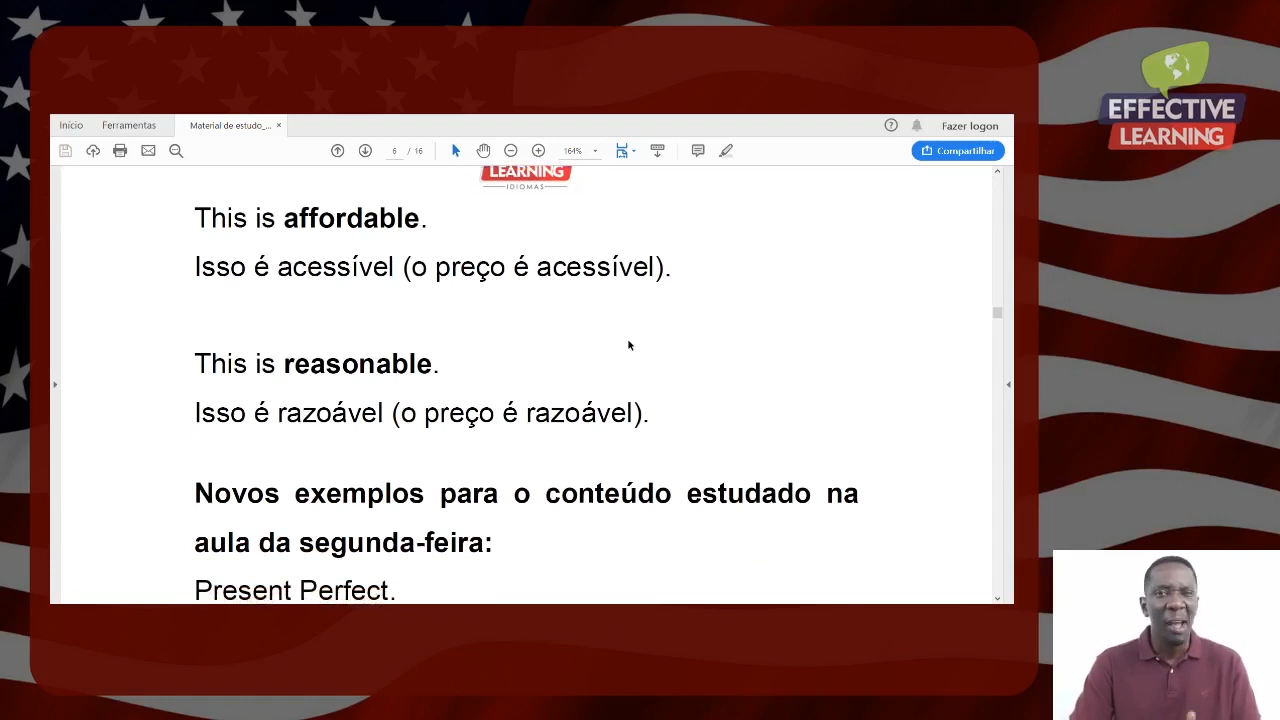 EFFECTIVE
LEARNING
Início Ferramentas Material de estudo_... ×
Fazer logon
6 / 16 164% Compartilhar
LEARNING
IDIOMAS
This is affordable.
Isso é acessível (o preço é acessível).
This is reasonable.
Isso é razoável (o preço é razoável).
Novos exemplos para o conteúdo estudado na
aula da segunda-feira:
Present Perfect.